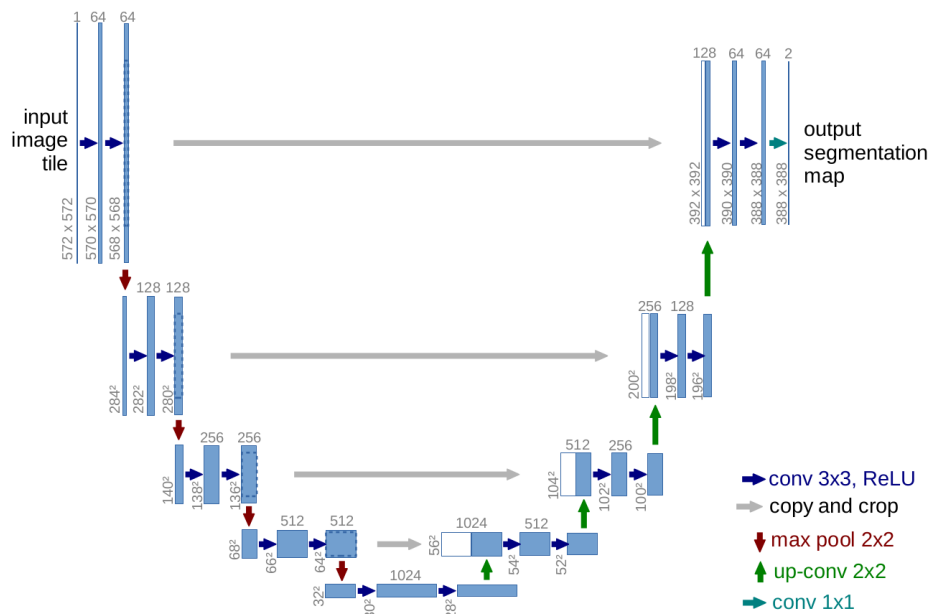 1 64 64
input
image
tile
572 x 572
570 x 570
568 x 568
128 64 64 2
output
segmentation
map
392 x 392
390 x 390
388 x 388
388 x 388
128 128
284²
282²
280²
256 128
200²
198²
196²
256 256
140²
138²
136²
512 256
104²
102²
100²
512 512
68²
66²
64²
1024 512
56²
54²
52²
1024
32²
30²
28²
conv 3x3, ReLU
copy and crop
max pool 2x2
up-conv 2x2
conv 1x1